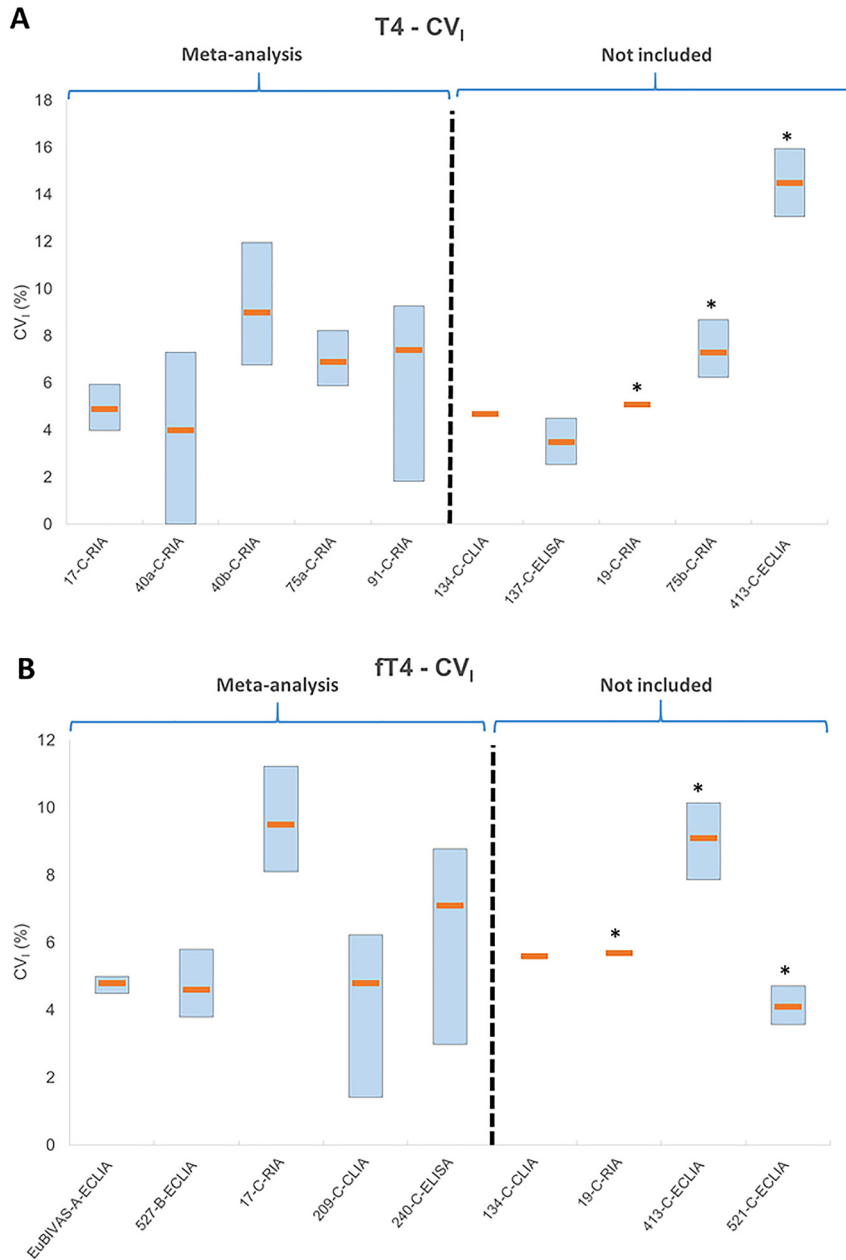 A
T4 - CVI
Meta-analysis
Not included
18
16
14
12
10
8
6
4
2
0
CVI (%)
*
*
*
17-C-RIA
40a-C-RIA
40b-C-RIA
75a-C-RIA
91-C-RIA
134-C-CLIA
137-C-ELISA
19-C-RIA
75b-C-RIA
413-C-ECLIA
B
fT4 - CVI
Meta-analysis
Not included
12
10
8
6
4
2
0
CVI (%)
*
*
*
EuBIVAS-A-ECLIA
527-B-ECLIA
17-C-RIA
209-C-CLIA
240-C-ELISA
134-C-CLIA
19-C-RIA
413-C-ECLIA
521-C-ECLIA